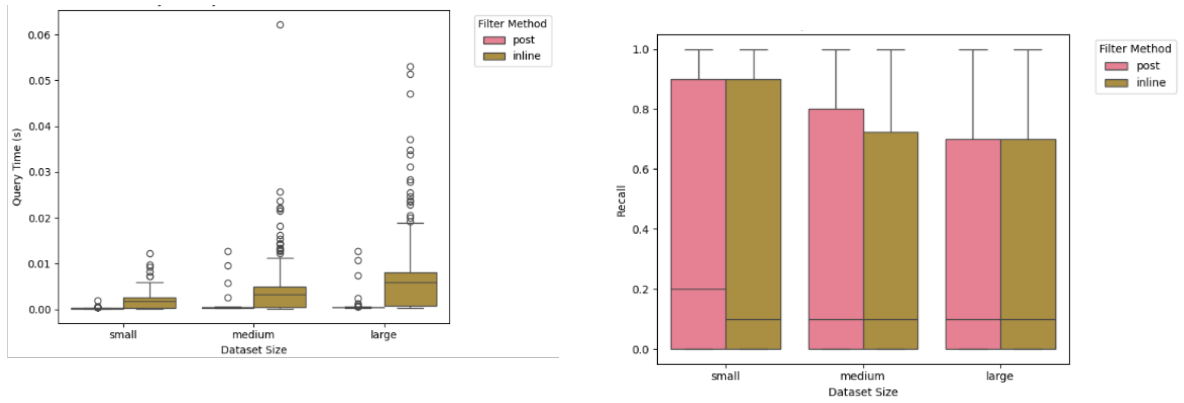 Filter Method
post
inline
0.06
0.05
0.04
0.03
0.02
0.01
0.00
Query Time (s)
small medium large
Dataset Size
Filter Method
post
inline
1.0
0.8
0.6
0.4
0.2
0.0
Recall
small medium large
Dataset Size